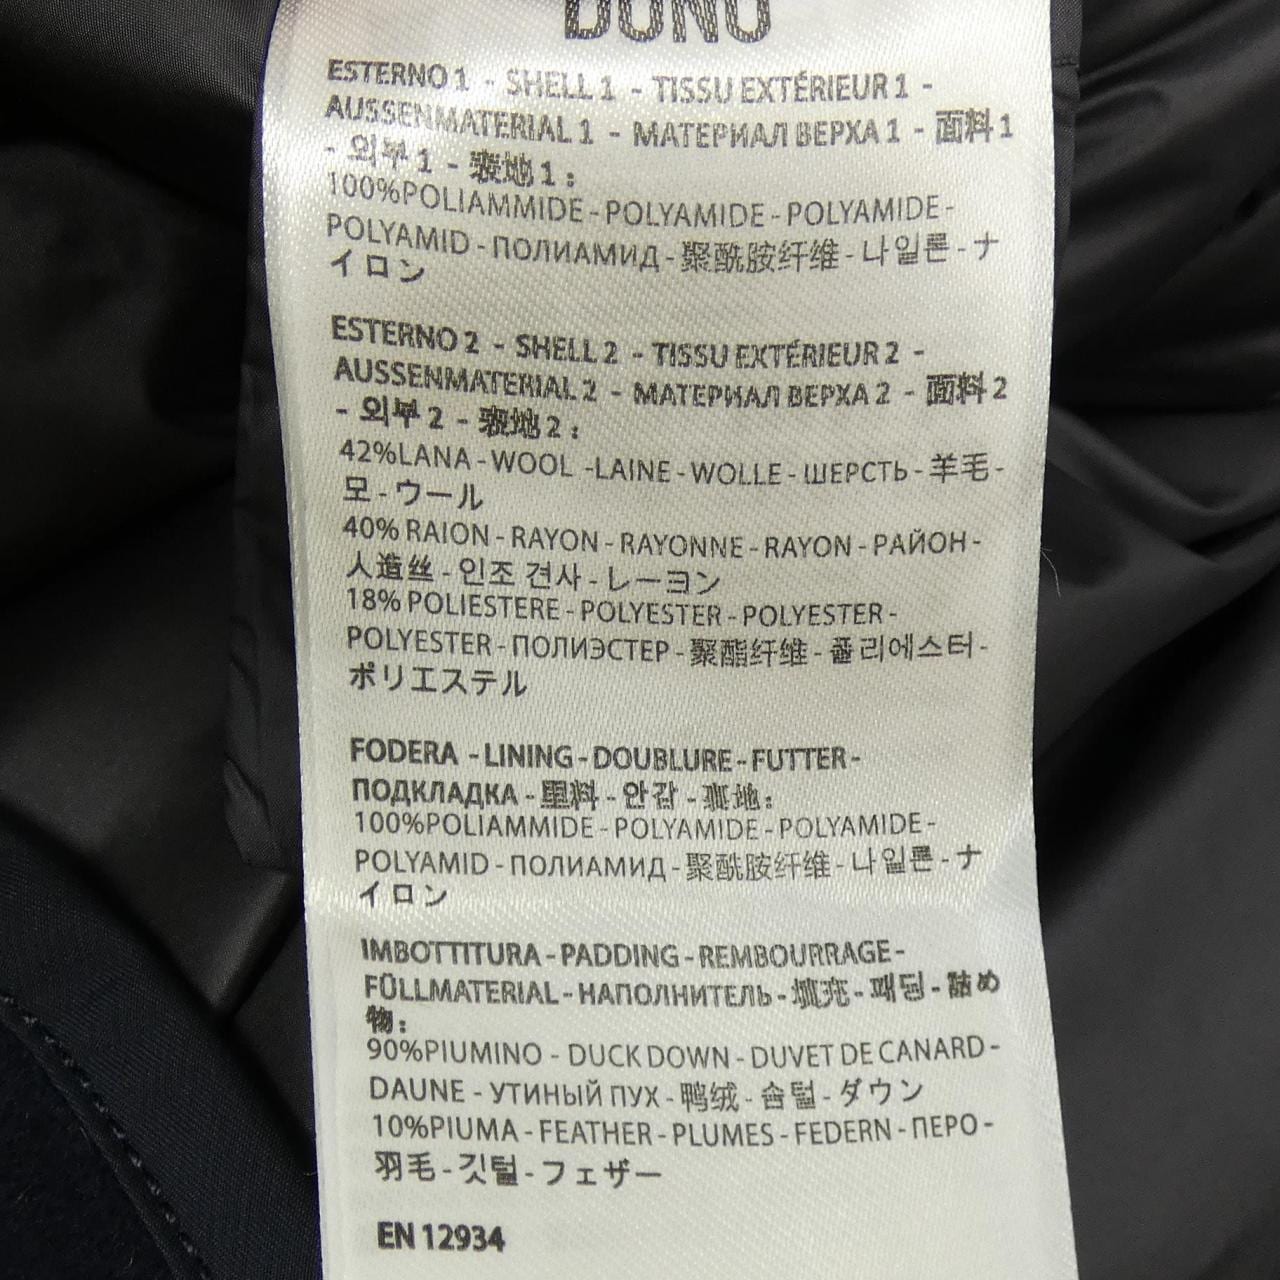 DUNO
ESTERNO 1 - SHELL 1 - TISSU EXTÉRIEUR 1 -
AUSSENMATERIAL 1 - МАТЕРИАЛ ВЕРХА 1 - 面料 1
- 외부 1 - 表地 1 :
100%POLIAMMIDE - POLYAMIDE - POLYAMIDE -
POLYAMID - ПОЛИАМИД - 聚酰胺纤维 - 나일론 - ナ
イロン
ESTERNO 2 - SHELL 2 - TISSU EXTÉRIEUR 2 -
AUSSENMATERIAL 2 - МАТЕРИАЛ ВЕРХА 2 - 面料 2
- 외부 2 - 表地 2 :
42%LANA - WOOL -LAINE - WOLLE - ШЕРСТЬ - 羊毛 -
모 - ウール
40% RAION - RAYON - RAYONNE - RAYON - РАЙОН -
人造丝 - 인조 견사 - レーヨン
18% POLIESTERE - POLYESTER - POLYESTER -
POLYESTER - ПОЛИЭСТЕР - 聚酯纤维 - 폴리에스터 -
ポリエステル
FODERA - LINING - DOUBLURE - FUTTER -
ПОДКЛАДКА - 里料 - 안감 - 裏地:
100%POLIAMMIDE - POLYAMIDE - POLYAMIDE -
POLYAMID - ПОЛИАМИД - 聚酰胺纤维 - 나일론 - ナ
イロン
IMBOTTITURA - PADDING - REMBOURRAGE -
FÜLLMATERIAL - НАПОЛНИТЕЛЬ - 填充 - 패딩 - 詰め
物:
90%PIUMINO - DUCK DOWN - DUVET DE CANARD -
DAUNE - УТИНЫЙ ПУХ - 鸭绒 - 솜털 - ダウン
10%PIUMA - FEATHER - PLUMES - FEDERN - ПЕРО -
羽毛 - 깃털 - フェザー
EN 12934